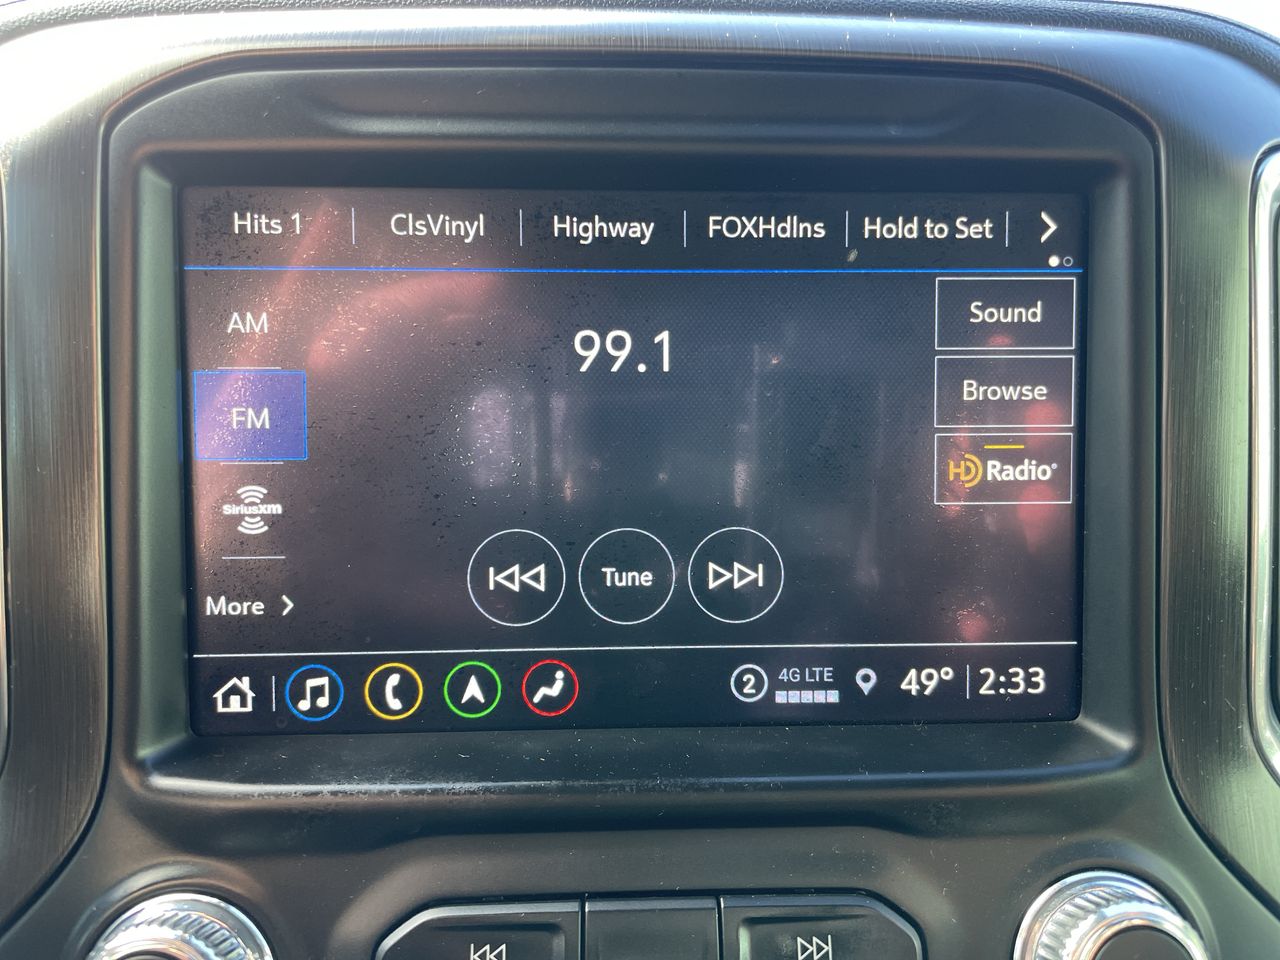 Hits 1
ClsVinyl
Highway
FOXHdlns
Hold to Set
AM
FM
SiriusXM
More
99.1
Sound
Browse
HD Radio®
Tune
2
4G LTE
49°
2:33